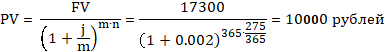 PV = FV / (1 + j/m)^(m·n) = 17300 / (1 + 0.002)^(365·275/365) = 10000 рублей